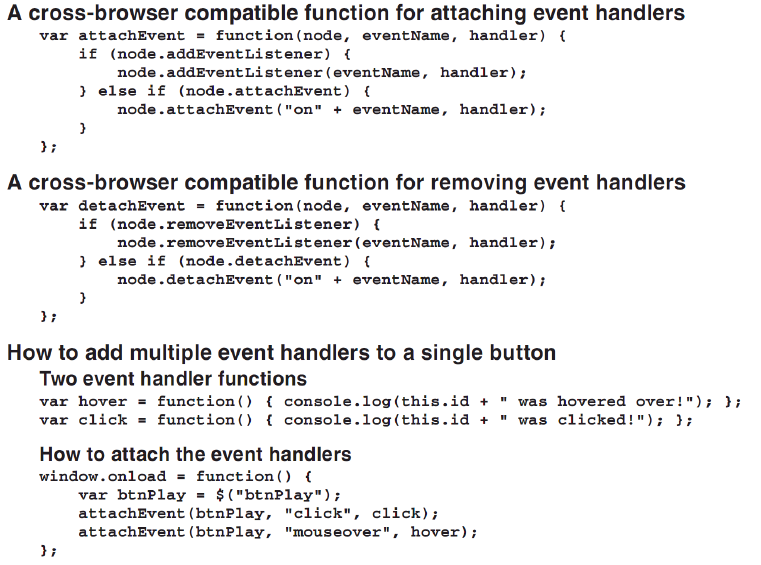 A cross-browser compatible function for attaching event handlers
var attachEvent = function(node, eventName, handler) {
    if (node.addEventListener) {
        node.addEventListener(eventName, handler);
    } else if (node.attachEvent) {
        node.attachEvent("on" + eventName, handler);
    }
};
A cross-browser compatible function for removing event handlers
var detachEvent = function(node, eventName, handler) {
    if (node.removeEventListener) {
        node.removeEventListener(eventName, handler);
    } else if (node.detachEvent) {
        node.detachEvent("on" + eventName, handler);
    }
};
How to add multiple event handlers to a single button
Two event handler functions
var hover = function() { console.log(this.id + " was hovered over!"); };
var click = function() { console.log(this.id + " was clicked!"); };
How to attach the event handlers
window.onload = function() {
    var btnPlay = $("btnPlay");
    attachEvent(btnPlay, "click", click);
    attachEvent(btnPlay, "mouseover", hover);
};